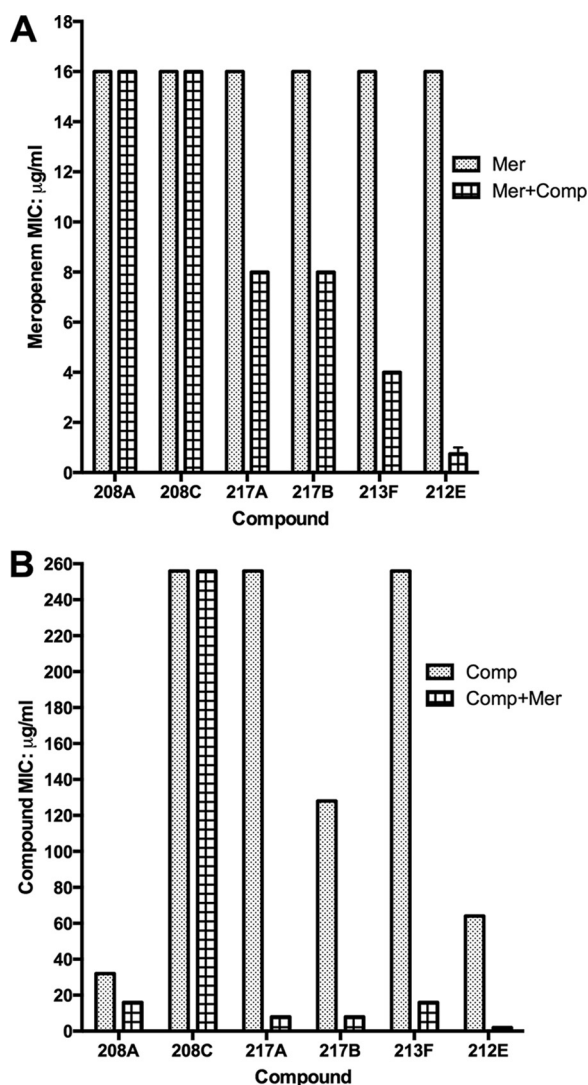 A
18
16
14
12
10
8
6
4
2
0
Meropenem MIC: µg/ml
Mer
Mer+Comp
208A 208C 217A 217B 213F 212E
Compound
B
260
240
220
200
180
160
140
120
100
80
60
40
20
0
Compound MIC: µg/ml
Comp
Comp+Mer
208A 208C 217A 217B 213F 212E
Compound